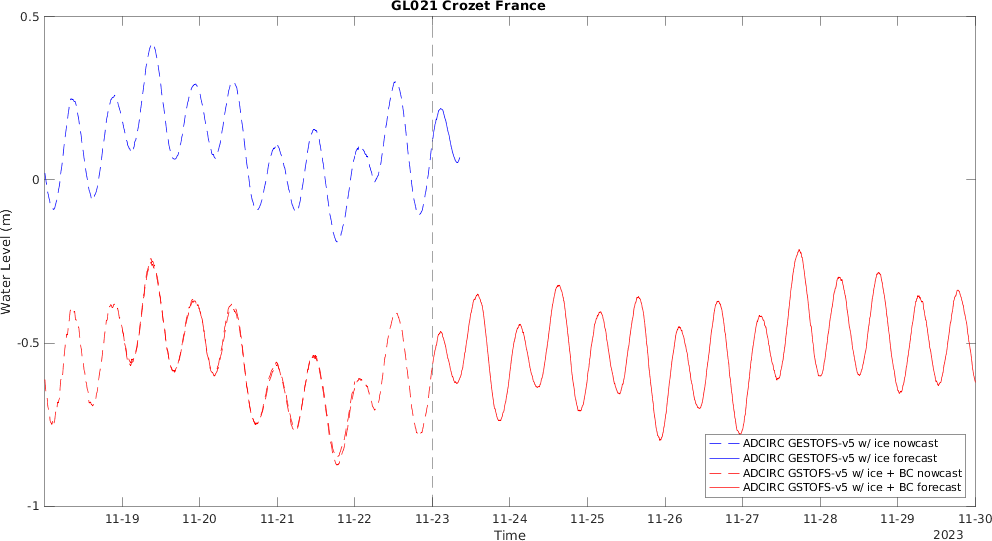 GL021 Crozet France
0.5
0
-0.5
-1
Water Level (m)
11-19
11-20
11-21
11-22
11-23
11-24
11-25
11-26
11-27
11-28
11-29
11-30
Time
2023
ADCIRC GESTOFS-v5 w/ ice nowcast
ADCIRC GESTOFS-v5 w/ ice forecast
ADCIRC GSTOFS-v5 w/ ice + BC nowcast
ADCIRC GSTOFS-v5 w/ ice + BC forecast